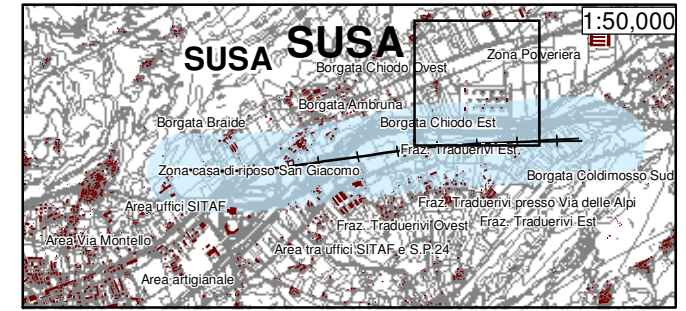 1:50,000
SUSA
SUSA
Zona Polveriera
Borgata Chiodo Ovest
Borgata Ambruna
Borgata Braide
Borgata Chiodo Est
Fraz. Traduerivi Est.
Zona casa di riposo San Giacomo
Borgata Coldimosso Sud
Area uffici SITAF
Fraz. Traduerivi presso Via delle Alpi
Fraz. Traduerivi Ovest
Fraz. Traduerivi Est
Area Via Montello
Area tra uffici SITAF e S.P.24
Area artigianale